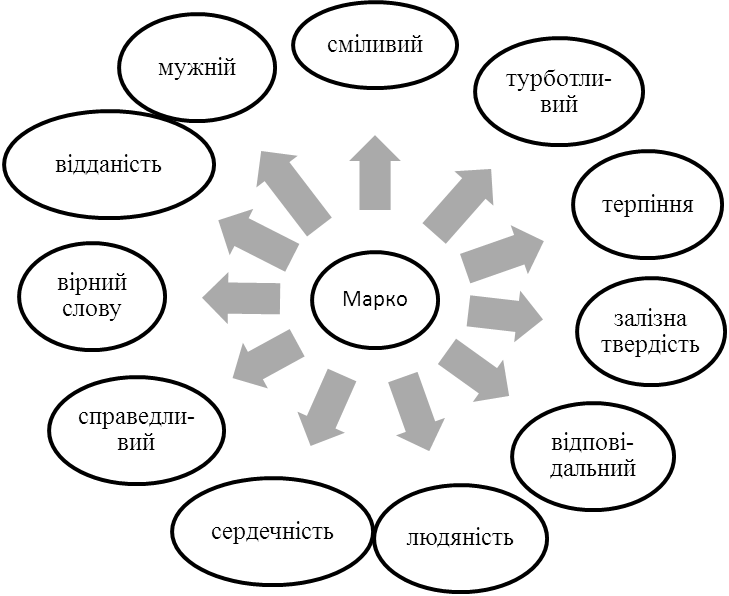 сміливий
мужній
турботли-
вий
відданість
терпіння
вірний
слову
Марко
залізна
твердість
справедли-
вий
відпові-
дальний
сердечність
людяність